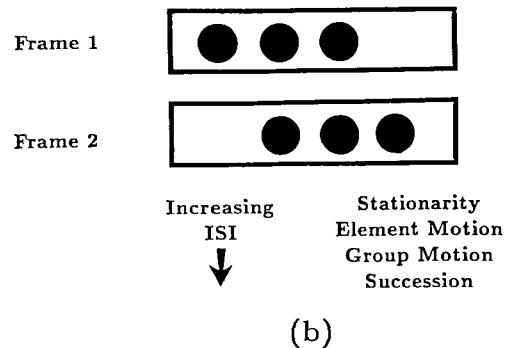 Frame 1
Frame 2
Increasing
ISI
Stationarity
Element Motion
Group Motion
Succession
(b)